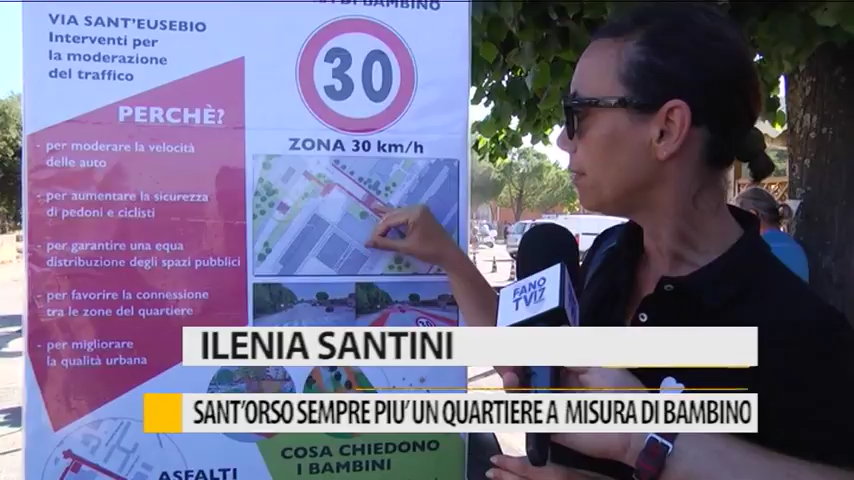 VIA SANT'EUSEBIO
Interventi per
la moderazione
del traffico
DI BAMBINO
30
PERCHÈ?
ZONA 30 km/h
- per moderare la velocità
delle auto
- per aumentare la sicurezza
di pedoni e ciclisti
- per garantire una equa
distribuzione degli spazi pubblici
- per favorire la connessione
tra le zone del quartiere
- per migliorare
la qualità urbana
30
FANO
TV
IZ
ILENIA SANTINI
SANT'ORSO SEMPRE PIU' UN QUARTIERE A MISURA DI BAMBINO
ASFALTI
COSA CHIEDONO
I BAMBINI